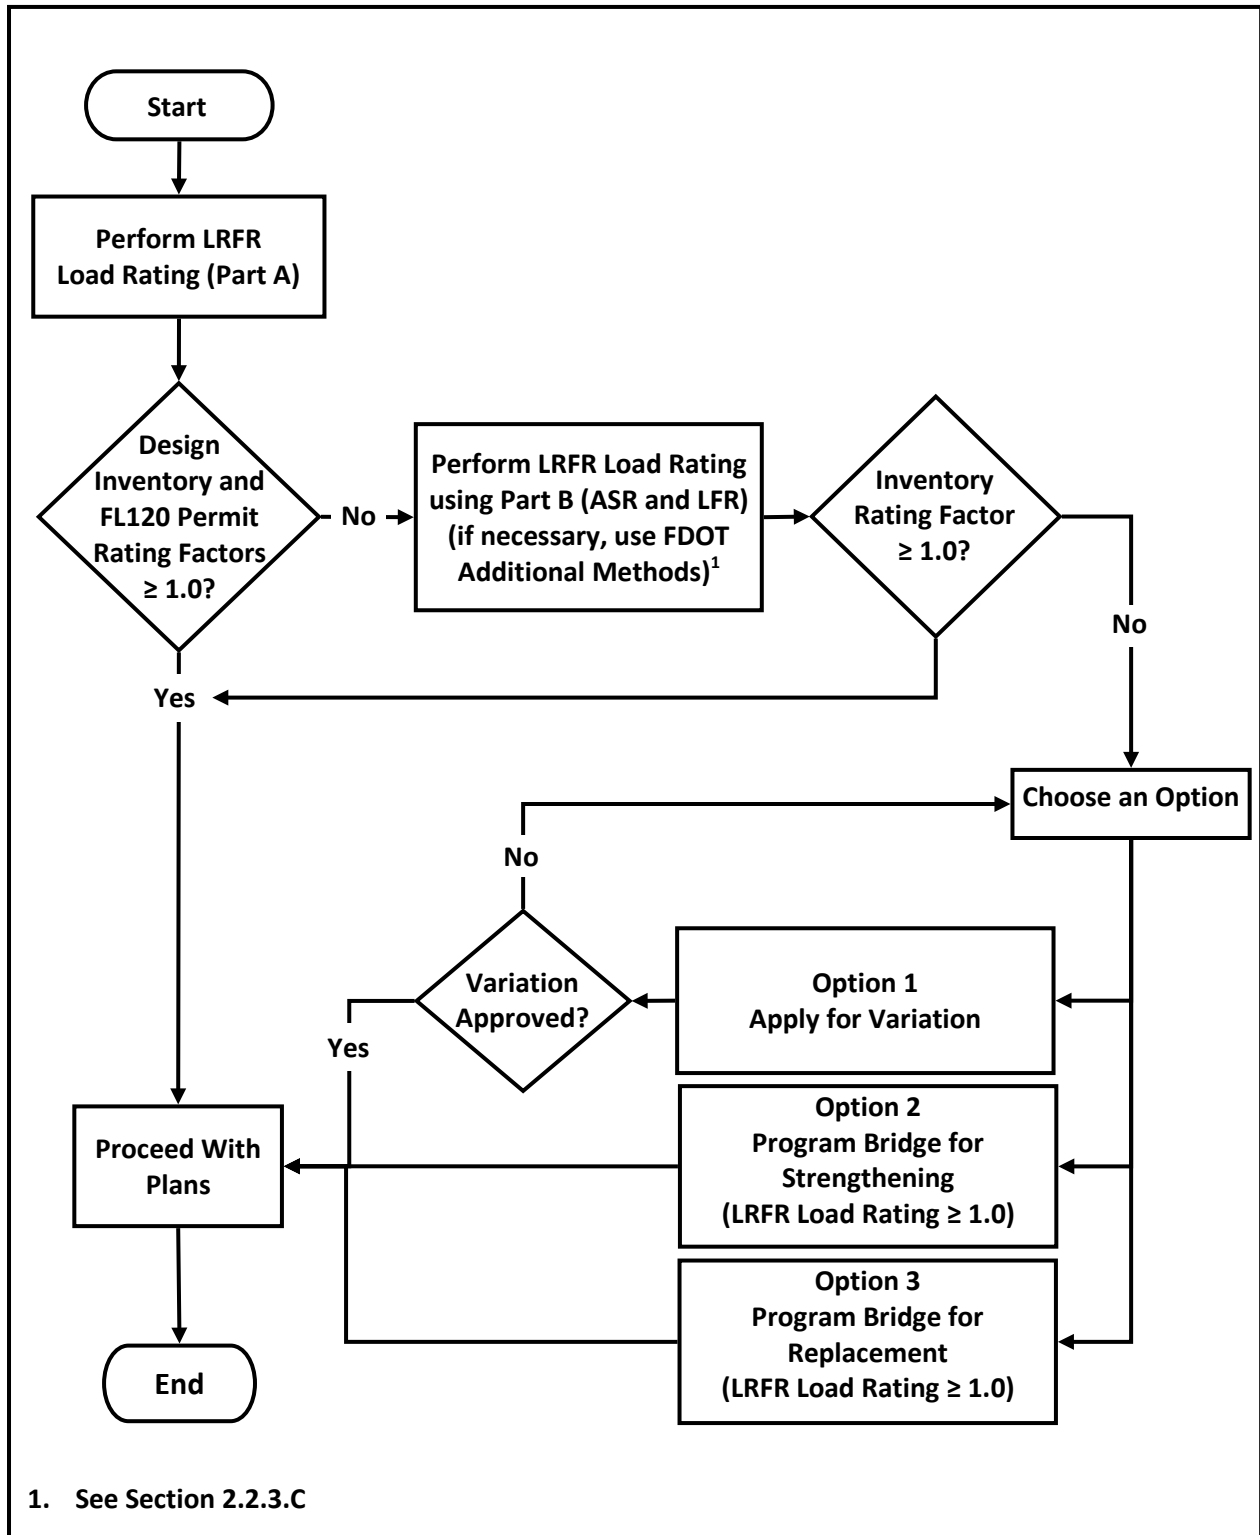 Start
Perform LRFR
Load Rating (Part A)
Design
Inventory and
FL120 Permit
Rating Factors
≥ 1.0?
No
Perform LRFR Load Rating
using Part B (ASR and LFR)
(if necessary, use FDOT
Additional Methods)¹
Inventory
Rating Factor
≥ 1.0?
No
Yes
Choose an Option
No
Variation
Approved?
Yes
Option 1
Apply for Variation
Option 2
Program Bridge for
Strengthening
(LRFR Load Rating ≥ 1.0)
Option 3
Program Bridge for
Replacement
(LRFR Load Rating ≥ 1.0)
Proceed With
Plans
End
1. See Section 2.2.3.C